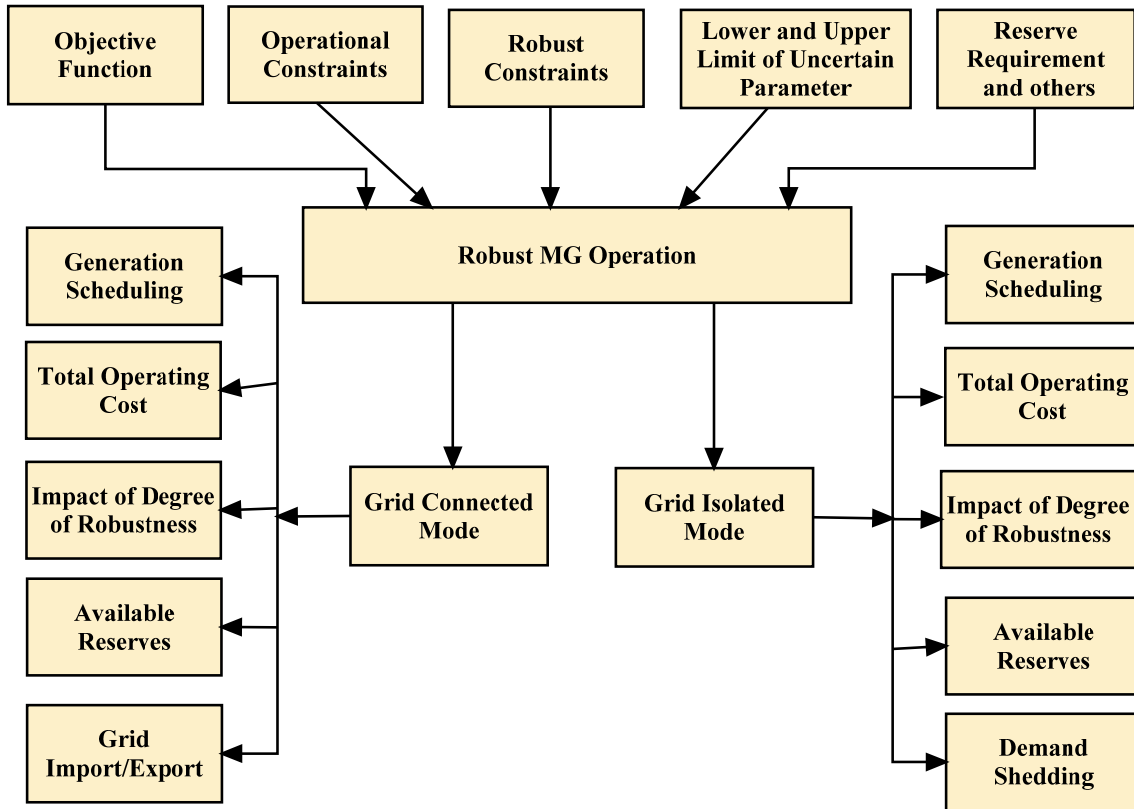 Objective
Function
Operational
Constraints
Robust
Constraints
Lower and Upper
Limit of Uncertain
Parameter
Reserve
Requirement
and others
Robust MG Operation
Generation
Scheduling
Total Operating
Cost
Impact of Degree
of Robustness
Available
Reserves
Grid
Import/Export
Grid Connected
Mode
Grid Isolated
Mode
Generation
Scheduling
Total Operating
Cost
Impact of Degree
of Robustness
Available
Reserves
Demand
Shedding